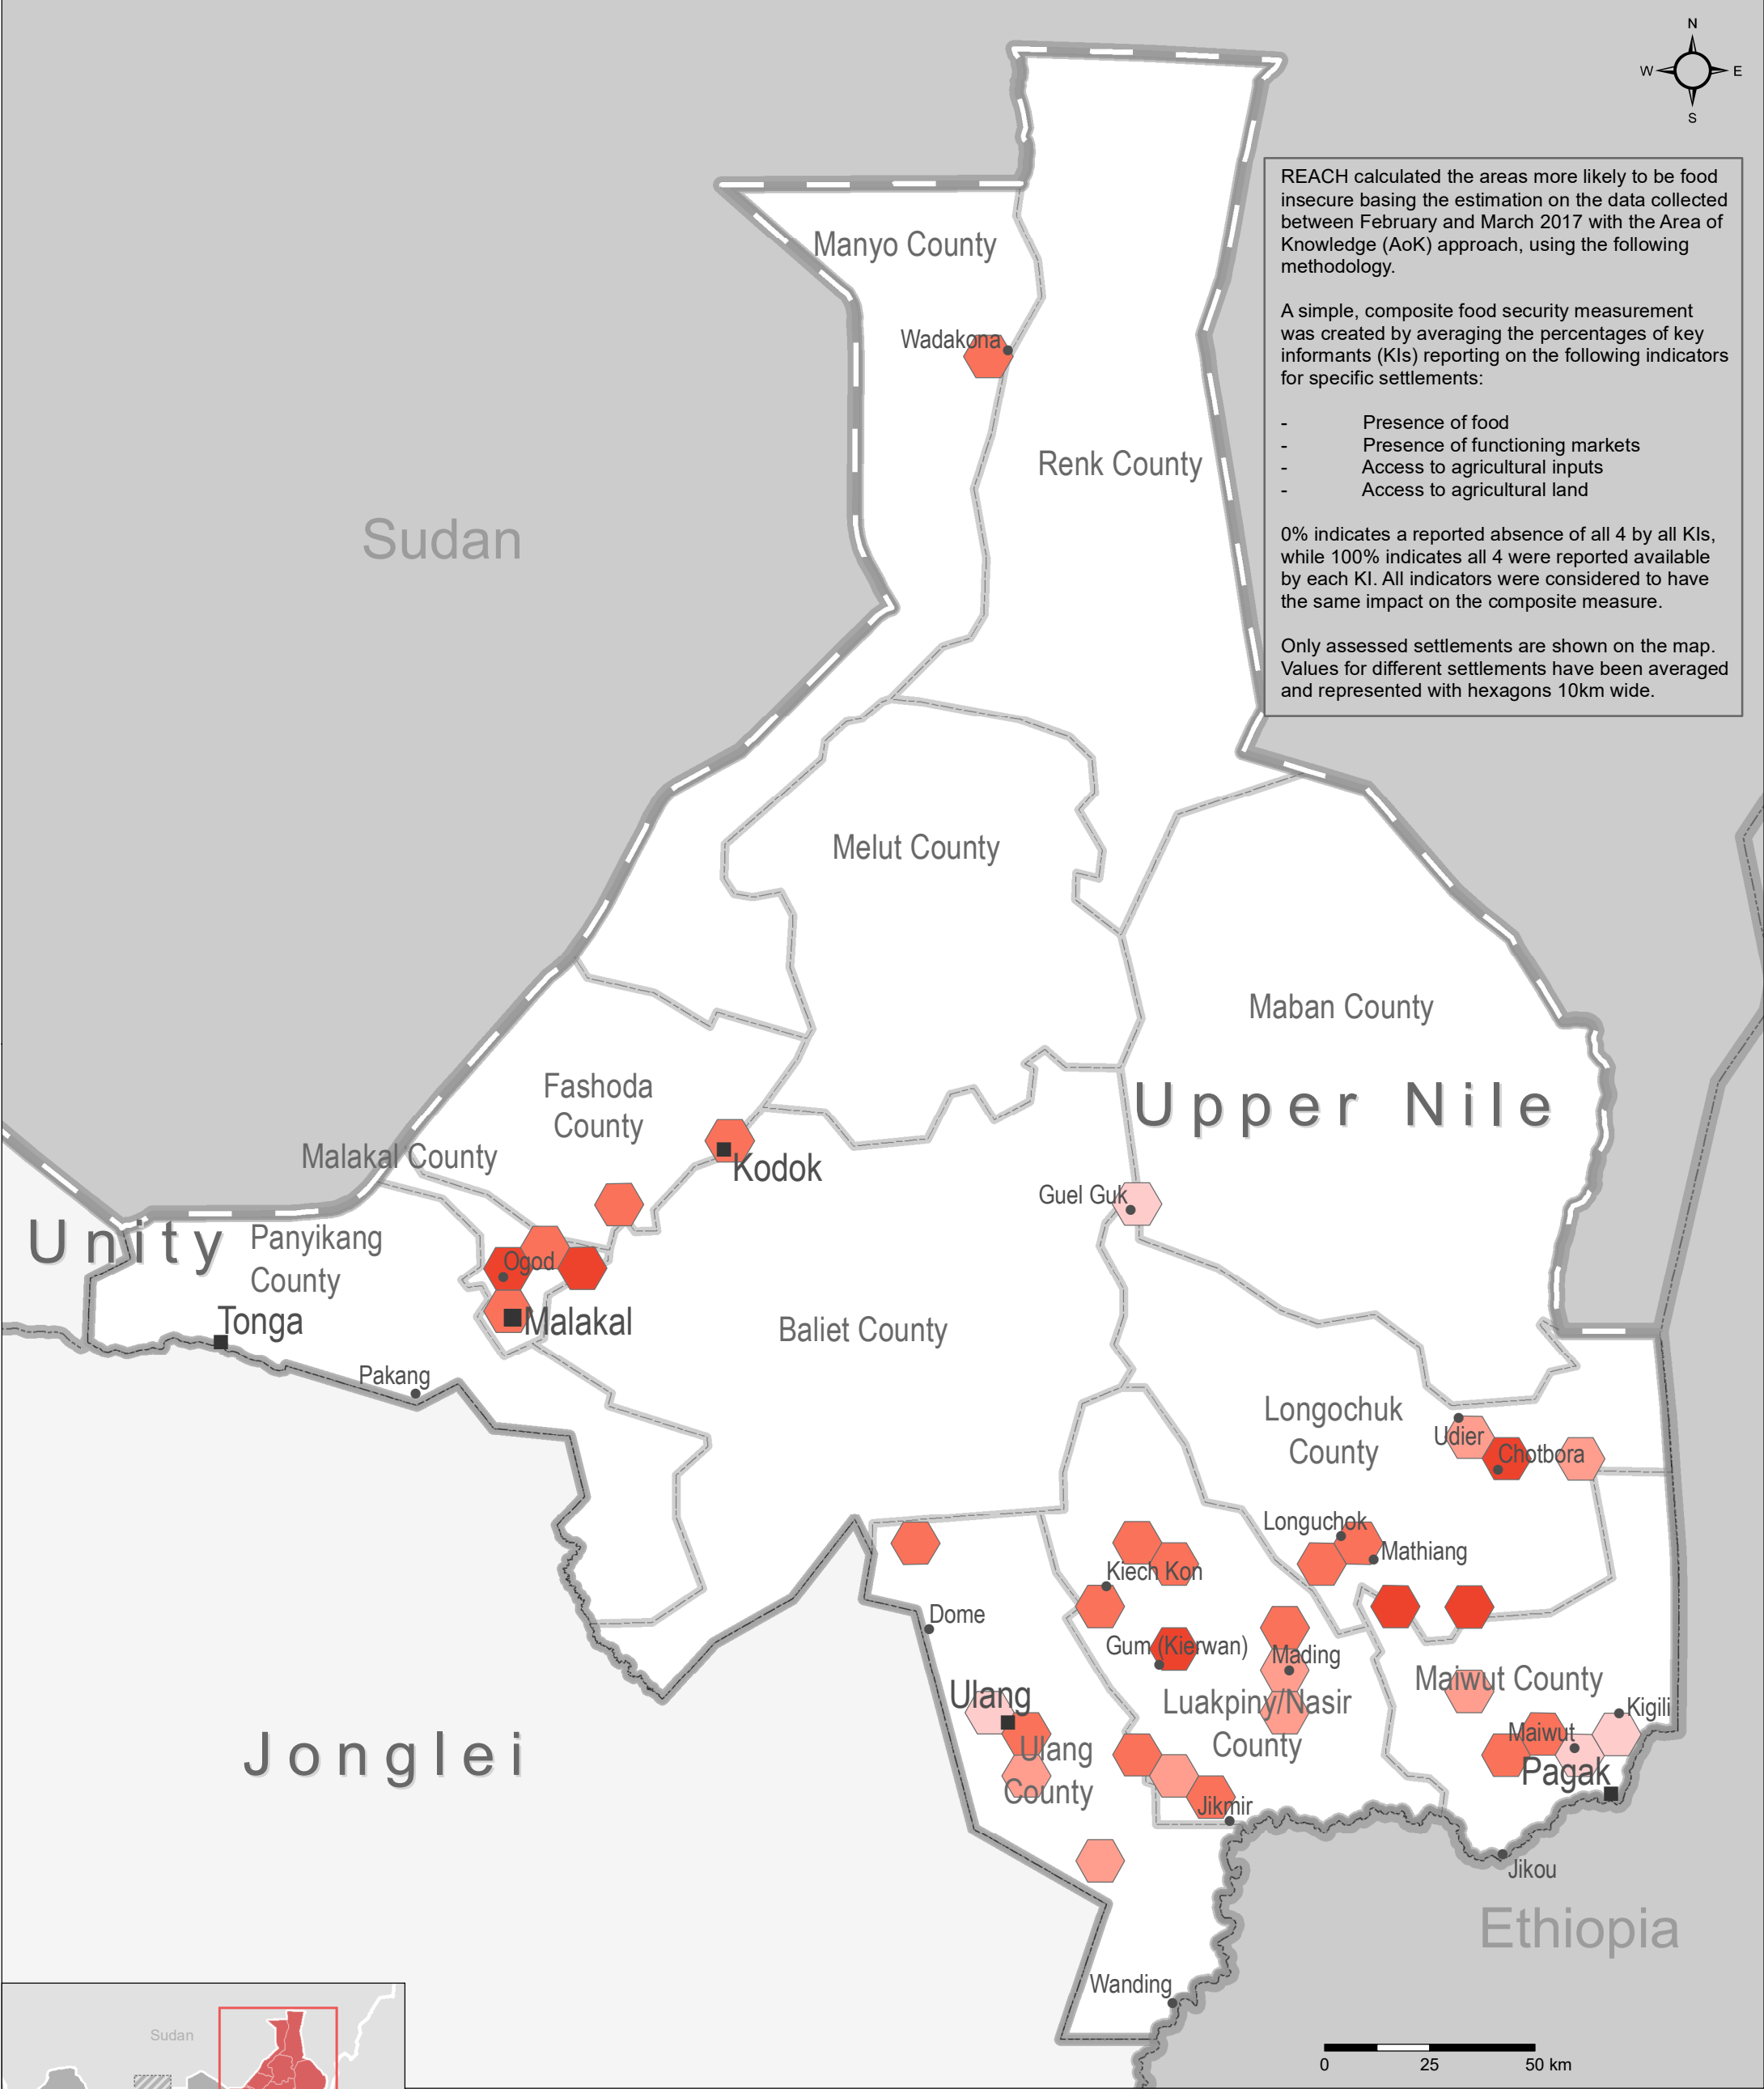 N
W E
S
REACH calculated the areas more likely to be food
insecure basing the estimation on the data collected
between February and March 2017 with the Area of
Knowledge (AoK) approach, using the following
methodology.
A simple, composite food security measurement
was created by averaging the percentages of key
informants (KIs) reporting on the following indicators
for specific settlements:
- Presence of food
- Presence of functioning markets
- Access to agricultural inputs
- Access to agricultural land
0% indicates a reported absence of all 4 by all KIs,
while 100% indicates all 4 were reported available
by each KI. All indicators were considered to have
the same impact on the composite measure.
Only assessed settlements are shown on the map.
Values for different settlements have been averaged
and represented with hexagons 10km wide.
Manyo County
Wadakona
Renk County
Sudan
Melut County
Maban County
Fashoda
County
Upper Nile
Malakal County
Kodok
Guel Guk
Unity
Panyikang
County
Ogod
Tonga
Malakal
Baliet County
Pakang
Longochuk
County
Udier
Chotbora
Longuchok
Mathiang
Kiech Kon
Dome
Gum (Kierwan)
Mading
Maiwut County
Ulang
Luakpiny/Nasir
County
Kigili
Maiwut
Jonglei
Ulang
County
Pagak
Jikmir
Jikou
Ethiopia
Wanding
Sudan
0 25 50 km